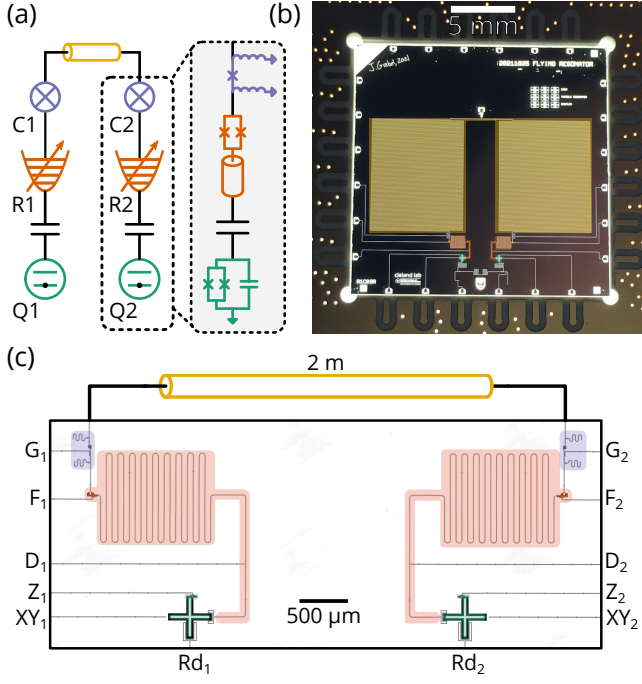 (a)
C1
C2
R1
R2
Q1
Q2
(b)
5 mm
J. Grebel, 2021
20211025 FLYING RESONATOR
cleland lab
R1C0DR
(c)
2 m
G1
G2
F1
F2
D1
D2
Z1
Z2
XY1
XY2
500 μm
Rd1
Rd2